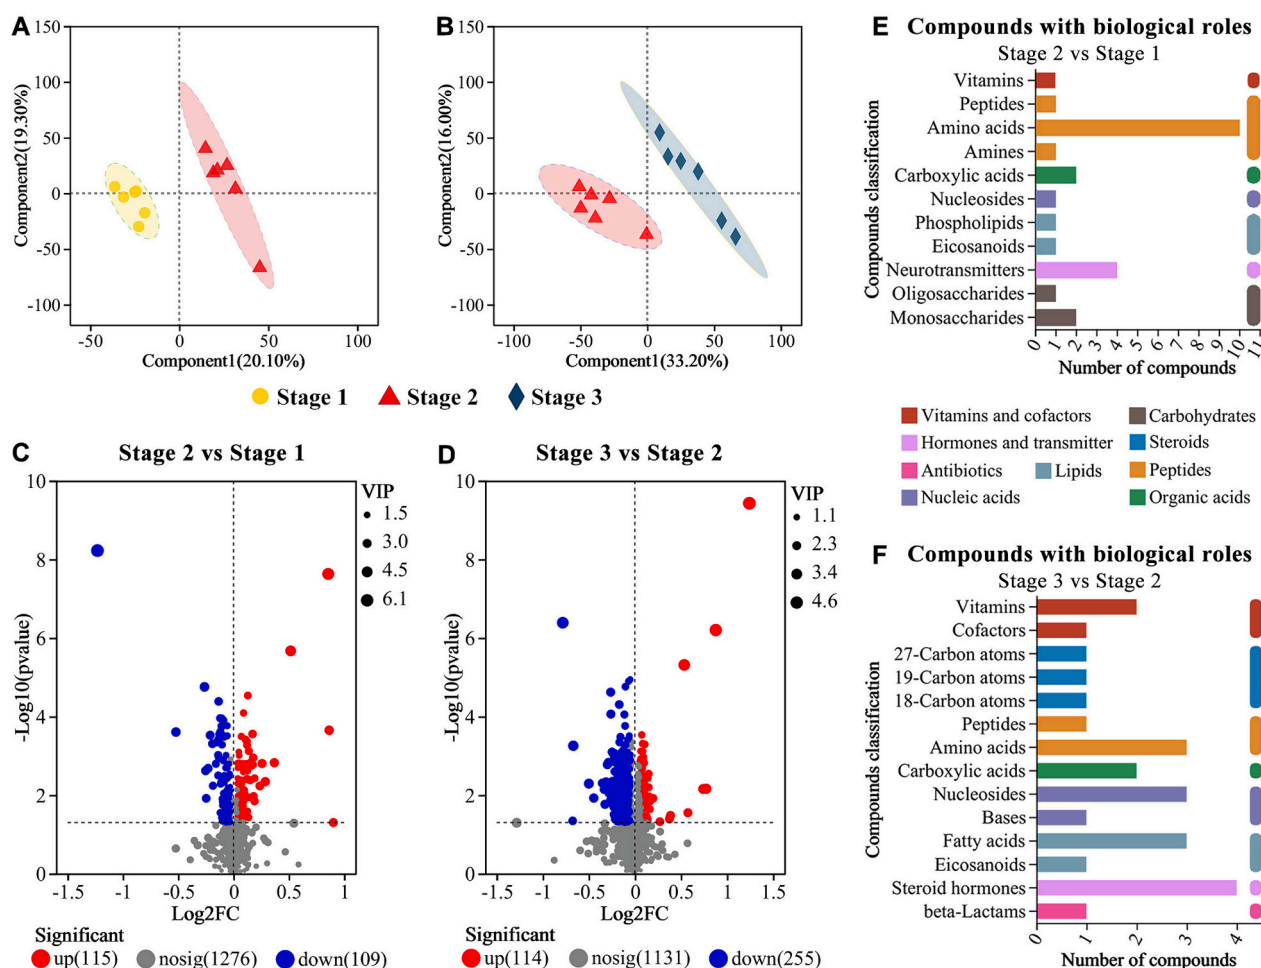 A
150
100
50
0
-50
-100
Component2(19.30%)
-50
0
50
100
Component1(20.10%)
B
150
100
50
0
-50
-100
Component2(16.00%)
-100
-50
0
50
100
Component1(33.20%)
Stage 1
Stage 2
Stage 3
C
Stage 2 vs Stage 1
10
8
6
4
2
0
-Log10(pvalue)
-1.5
-1
-0.5
0
0.5
1
Log2FC
VIP
1.5
3.0
4.5
6.1
Significant
up(115)
nosig(1276)
down(109)
D
Stage 3 vs Stage 2
10
8
6
4
2
0
-Log10(pvalue)
-1.5
-1
-0.5
0
0.5
1
1.5
Log2FC
VIP
1.1
2.3
3.4
4.6
Significant
up(114)
nosig(1131)
down(255)
E
Compounds with biological roles
Stage 2 vs Stage 1
Compounds classification
Vitamins
Peptides
Amino acids
Amines
Carboxylic acids
Nucleosides
Phospholipids
Eicosanoids
Neurotransmitters
Oligosaccharides
Monosaccharides
0
1
2
3
4
5
6
7
8
9
10
11
Number of compounds
Vitamins and cofactors
Carbohydrates
Hormones and transmitter
Steroids
Antibiotics
Lipids
Peptides
Nucleic acids
Organic acids
F
Compounds with biological roles
Stage 3 vs Stage 2
Compounds classification
Vitamins
Cofactors
27-Carbon atoms
19-Carbon atoms
18-Carbon atoms
Peptides
Amino acids
Carboxylic acids
Nucleosides
Bases
Fatty acids
Eicosanoids
Steroid hormones
beta-Lactams
0
1
2
3
4
Number of compounds